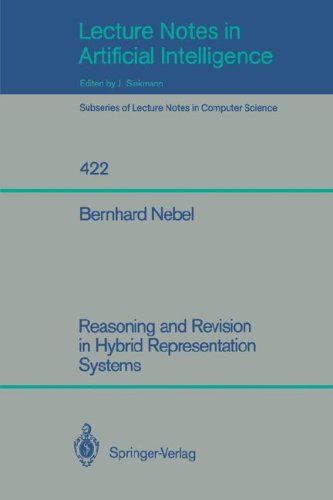 Lecture Notes in
Artificial Intelligence
Edited by J. Siekmann
Subseries of Lecture Notes in Computer Science
422
Bernhard Nebel
Reasoning and Revision
in Hybrid Representation
Systems
Springer-Verlag